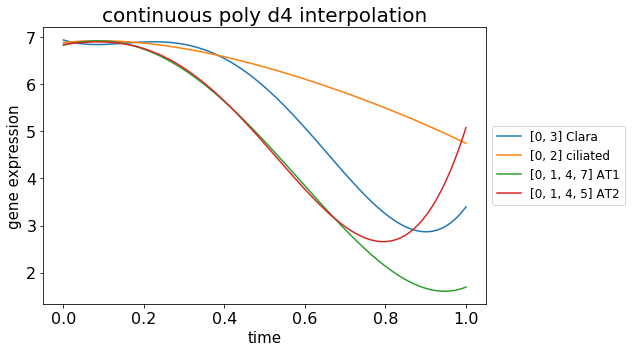 continuous poly d4 interpolation
gene expression
7
6
5
4
3
2
0.0 0.2 0.4 0.6 0.8 1.0
time
[0, 3] Clara
[0, 2] ciliated
[0, 1, 4, 7] AT1
[0, 1, 4, 5] AT2